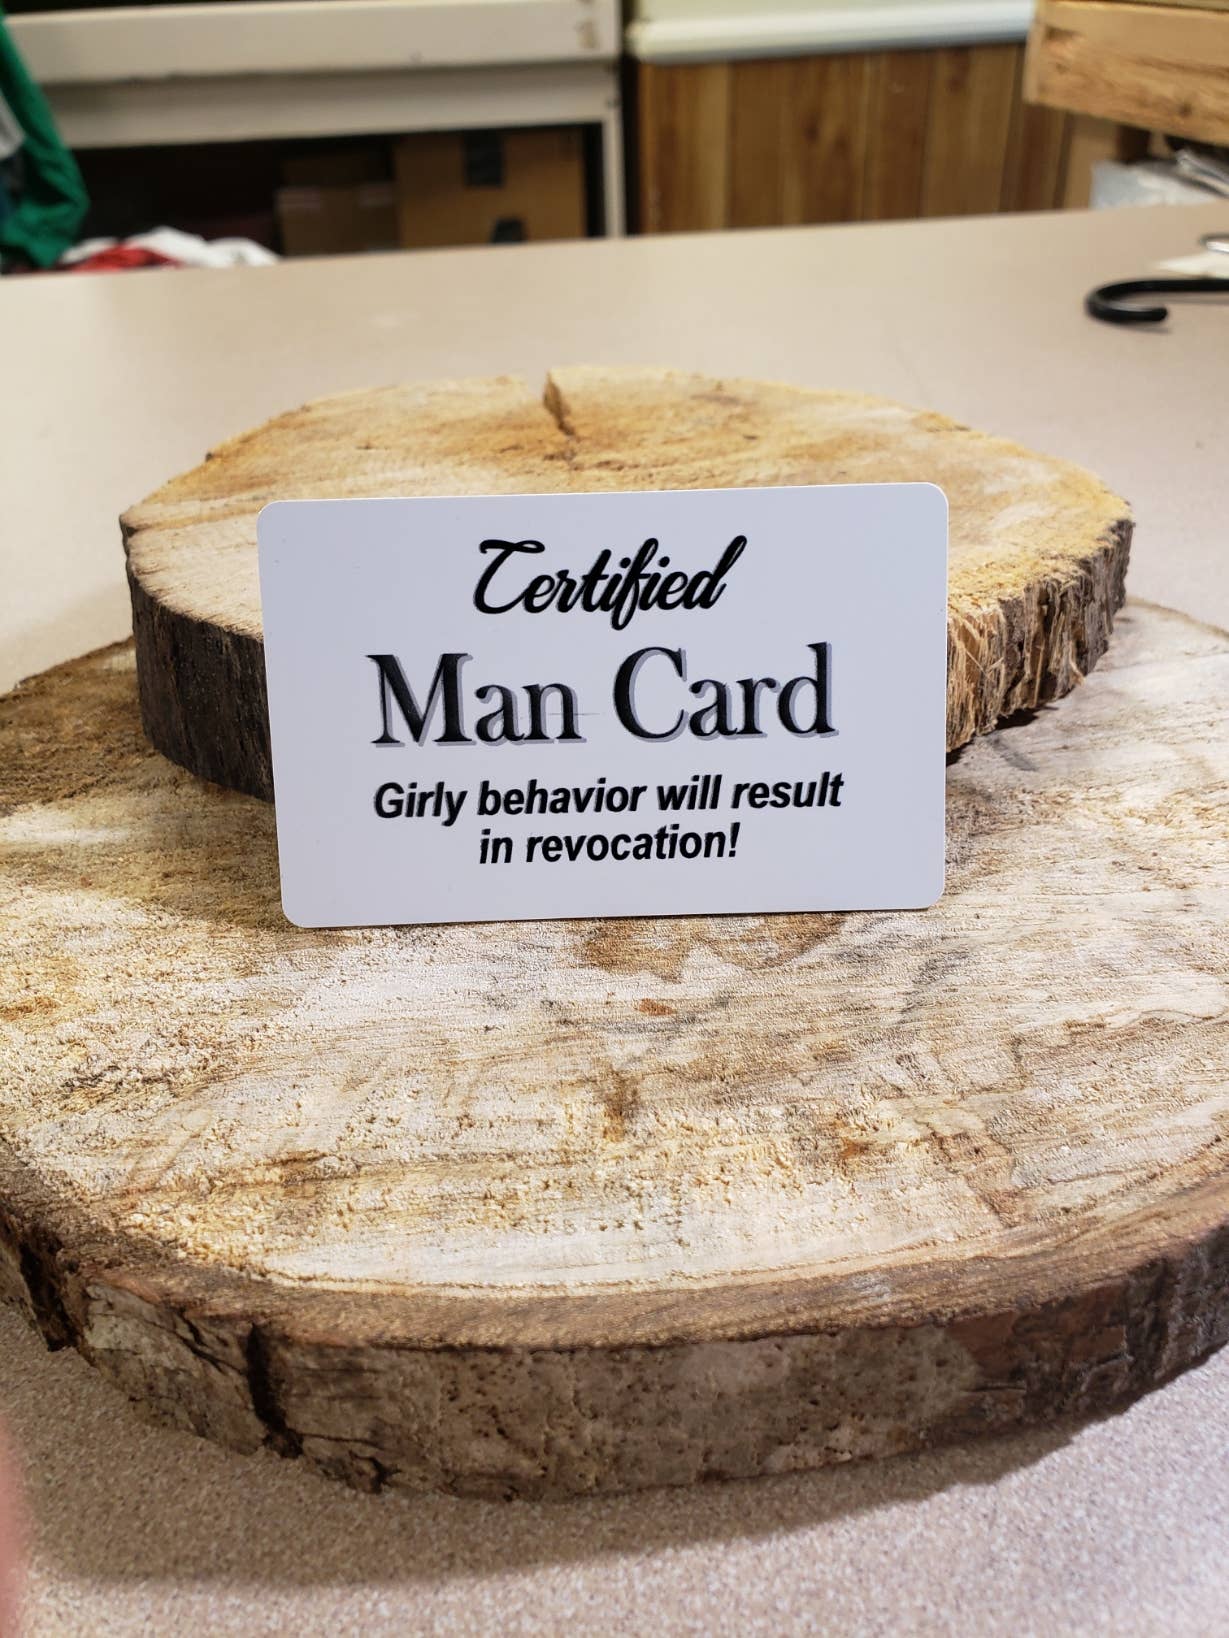 Certified
Man Card
Girly behavior will result
in revocation!